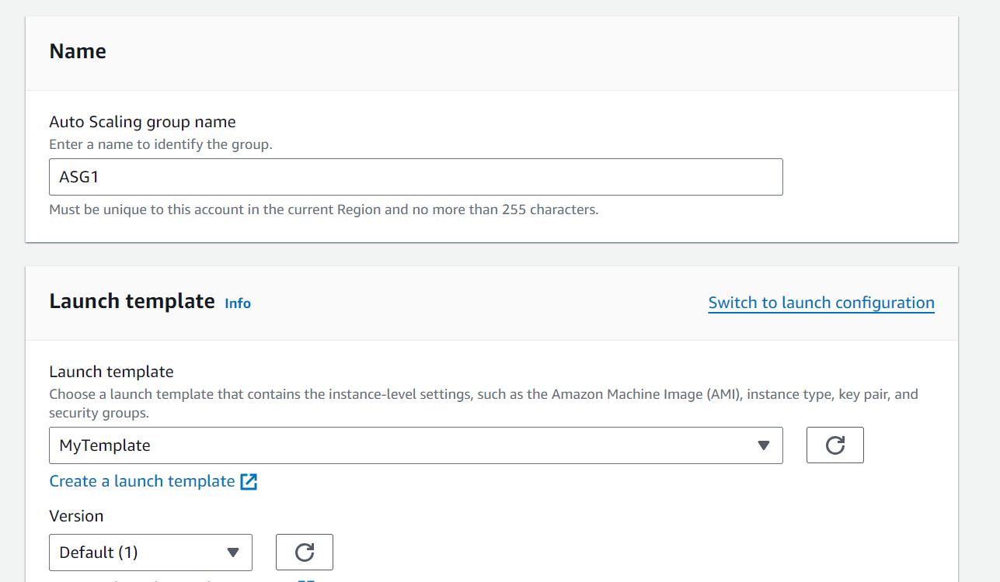 Name
Auto Scaling group name
Enter a name to identify the group.
ASG1
Must be unique to this account in the current Region and no more than 255 characters.
Launch template Info
Switch to launch configuration
Launch template
Choose a launch template that contains the instance-level settings, such as the Amazon Machine Image (AMI), instance type, key pair, and
security groups.
MyTemplate
Create a launch template
Version
Default (1)